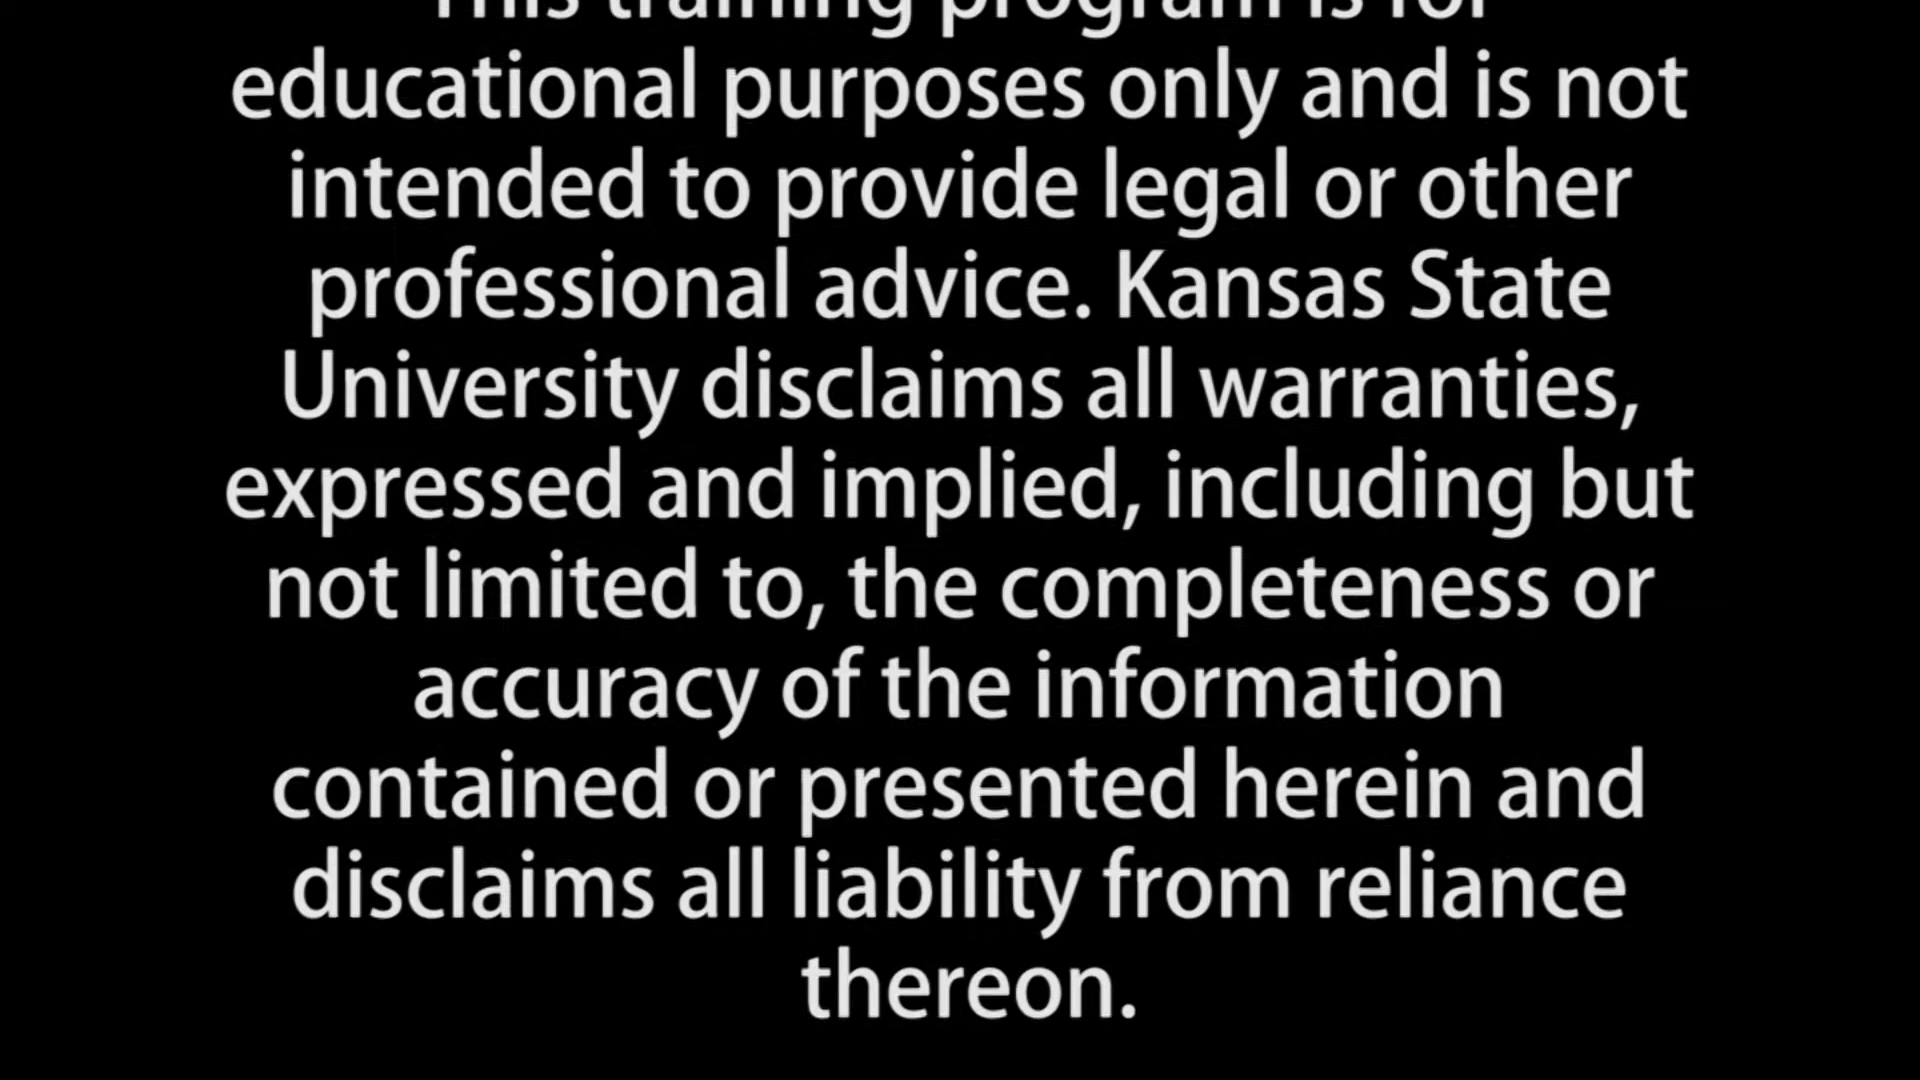 This training program is for
educational purposes only and is not
intended to provide legal or other
professional advice. Kansas State
University disclaims all warranties,
expressed and implied, including but
not limited to, the completeness or
accuracy of the information
contained or presented herein and
disclaims all liability from reliance
thereon.